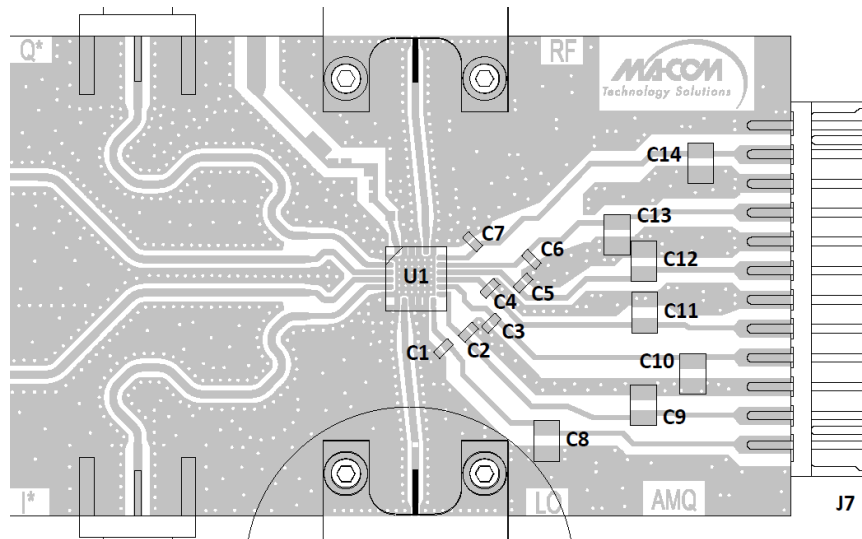 Q*
RF
MACOM
Technology Solutions
C14
C7
C13
C6
C12
U1
C5
C4
C11
C3
C2
C1
C10
C9
C8
I*
LO
AMQ
J7